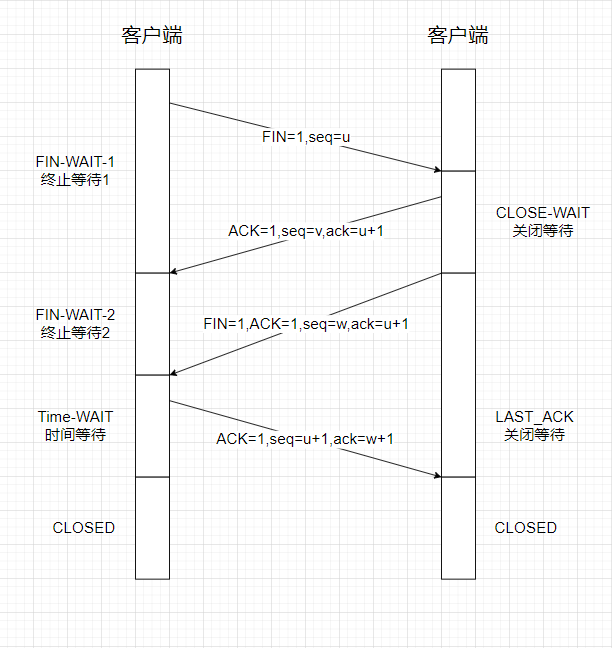 客户端
客户端
FIN=1,seq=u
FIN-WAIT-1
终止等待1
CLOSE-WAIT
关闭等待
ACK=1,seq=v,ack=u+1
FIN-WAIT-2
终止等待2
FIN=1,ACK=1,seq=w,ack=u+1
Time-WAIT
时间等待
LAST_ACK
关闭等待
ACK=1,seq=u+1,ack=w+1
CLOSED
CLOSED